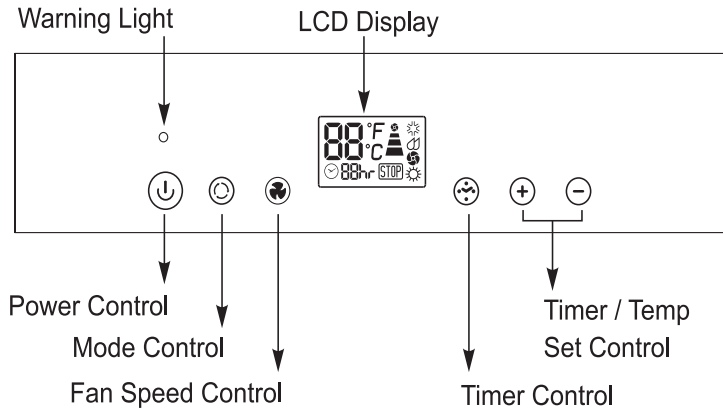 Warning Light
LCD Display
88 °F
°C
88hr STOP
+ −
Power Control
Mode Control
Fan Speed Control
Timer / Temp
Set Control
Timer Control